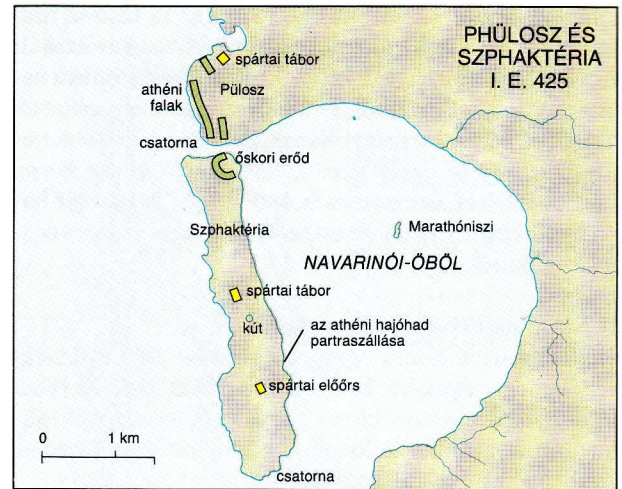 PHÜLOSZ ÉS
SZPHAKTÉRIA
I. E. 425
spártai tábor
athéni
falak
Pülosz
csatorna
őskori erőd
Szphaktéria
Marathóniszi
NAVARINÓI-ÖBÖL
spártai tábor
kút
az athéni hajóhad
partraszállása
spártai előőrs
0 1 km
csatorna